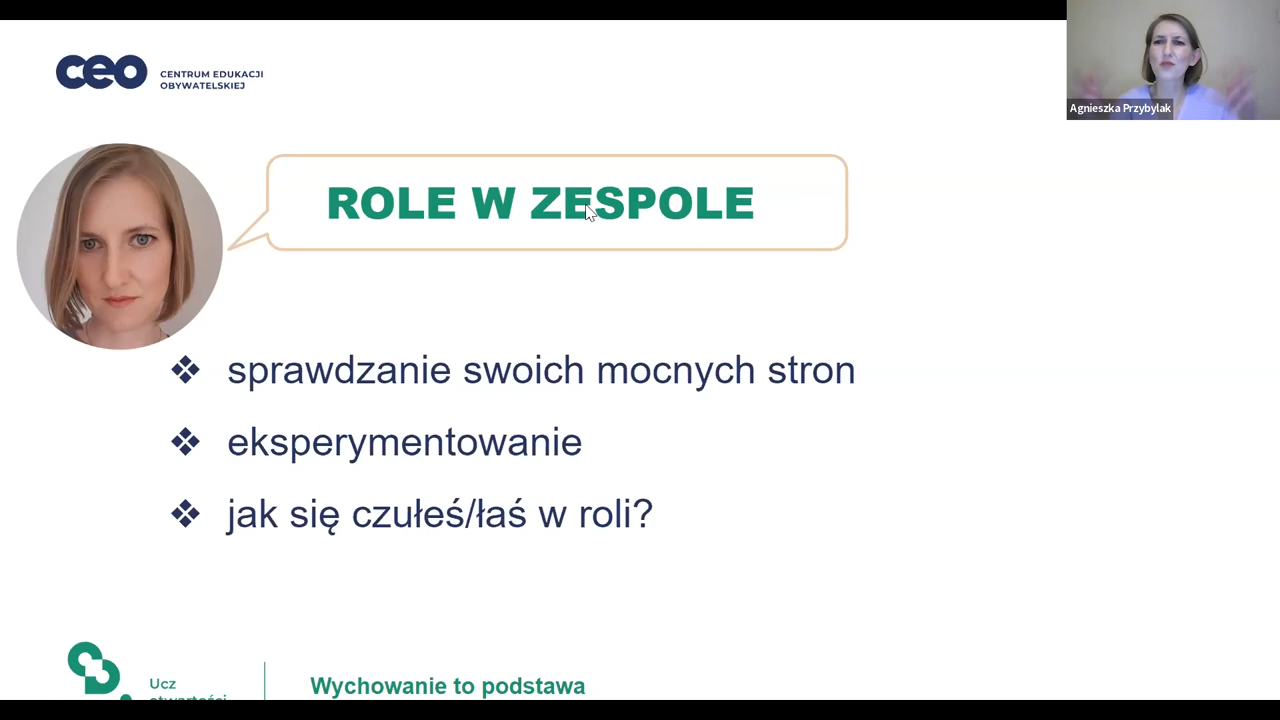 ceo
CENTRUM EDUKACJI
OBYWATELSKIEJ
Agnieszka Przybylak
ROLE W ZESPOLE
sprawdzanie swoich mocnych stron
eksperymentowanie
jak się czułeś/łaś w roli?
Ucz
otwartości
Wychowanie to podstawa